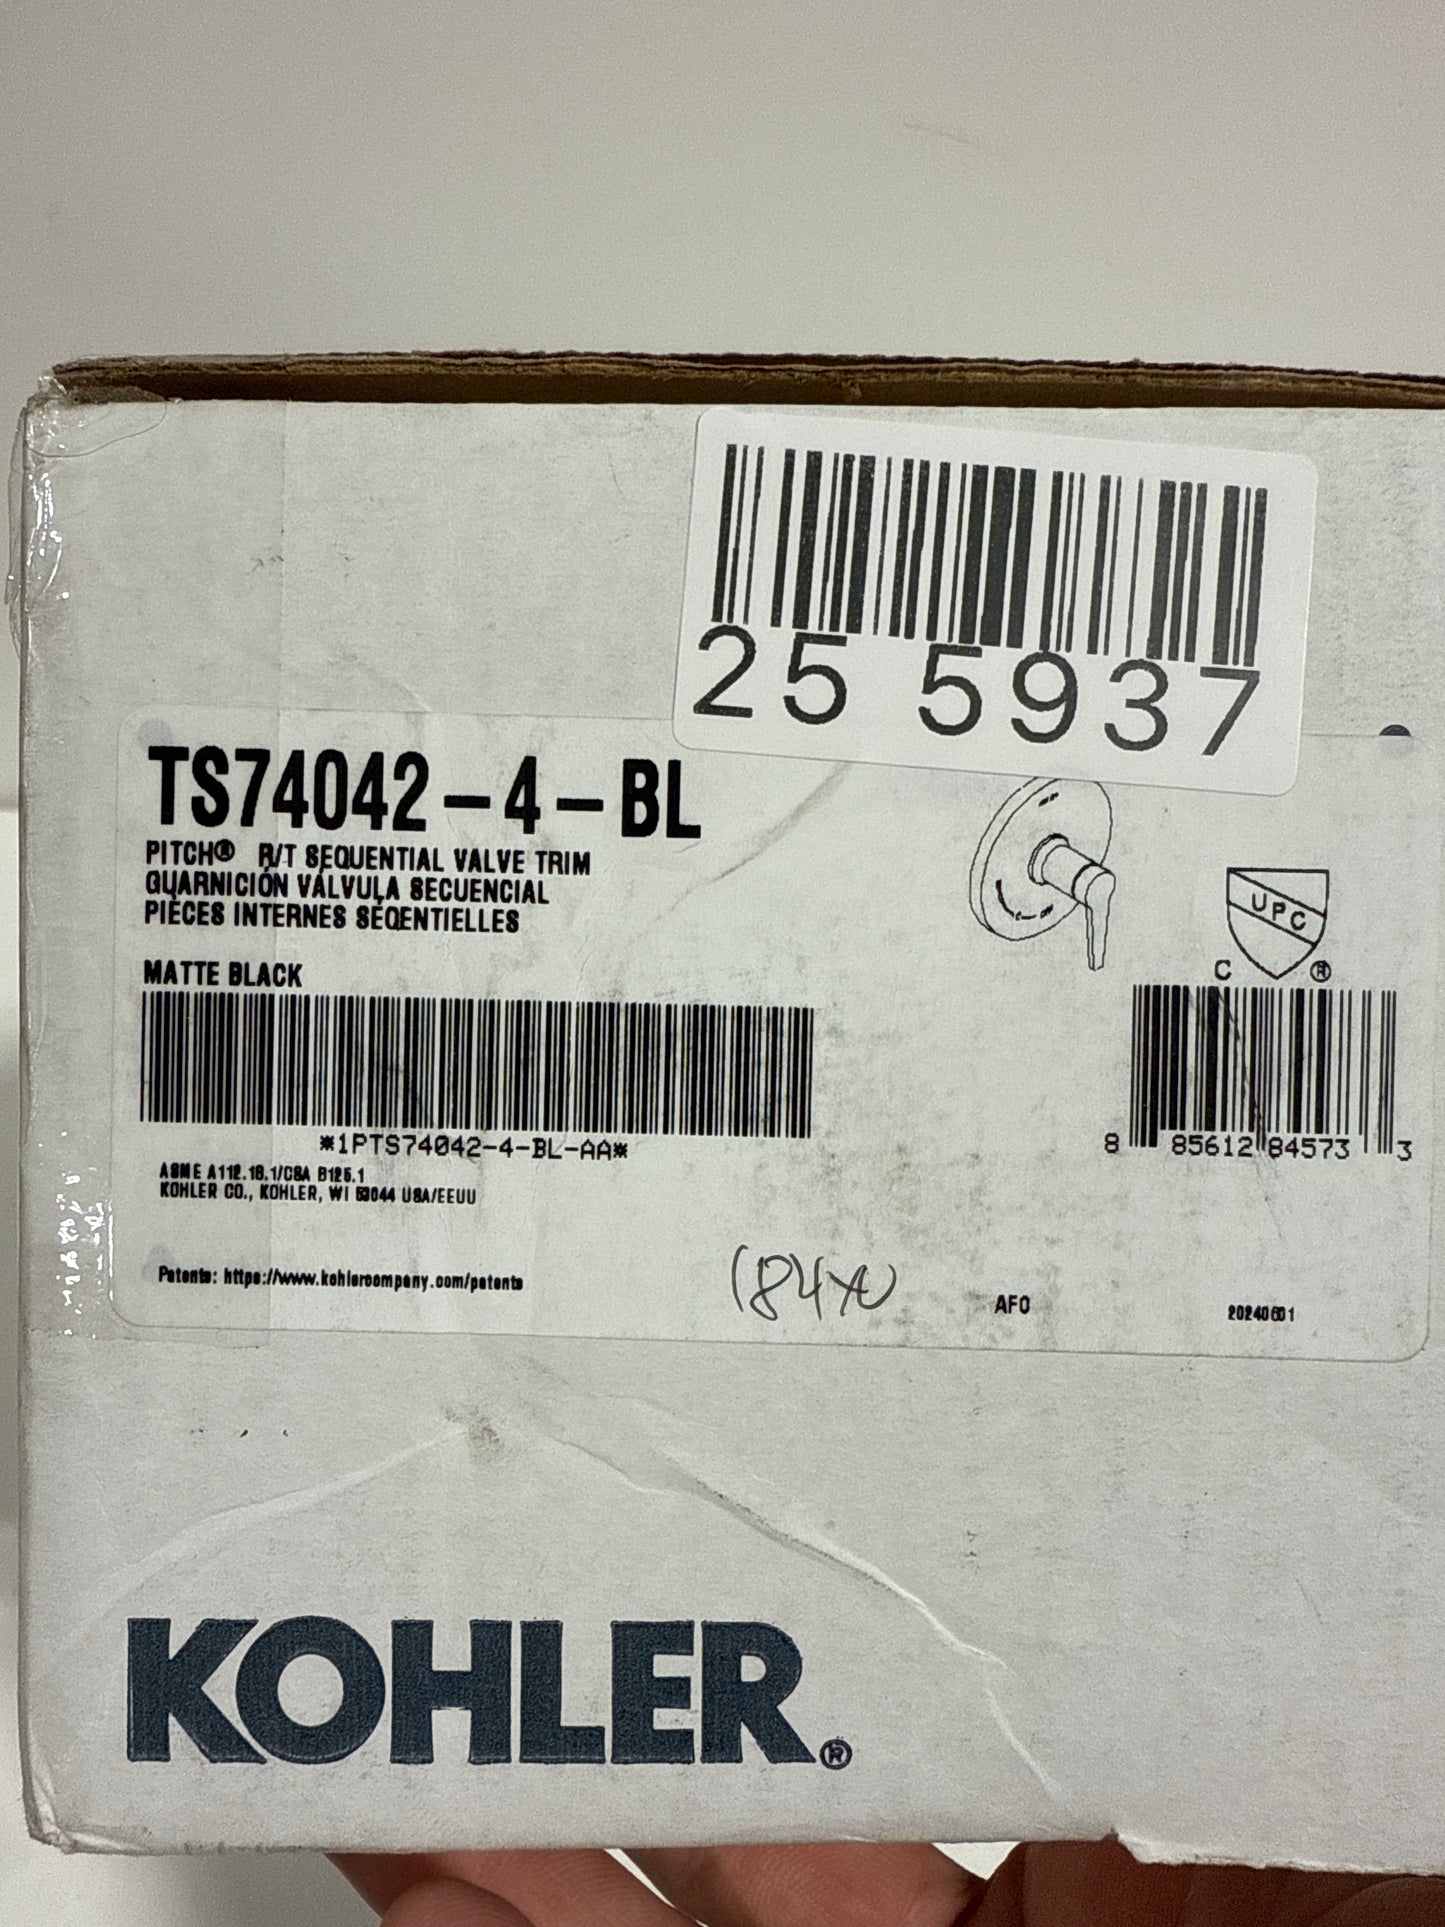 25 5937
TS74042-4-BL
PITCH® R/T SEQUENTIAL VALVE TRIM
GUARNICIÓN VÁLVULA SECUENCIAL
PIÈCES INTERNES SÉQENTIELLES
MATTE BLACK
UPC
C ®
*1PTS74042-4-BL-AA*
8 85612 84573 3
ASME A112.18.1/CSA B125.1
KOHLER CO., KOHLER, WI 53044 USA/EEUU
Patents: https://www.kohlercompany.com/patents
AF0
20240601
KOHLER®